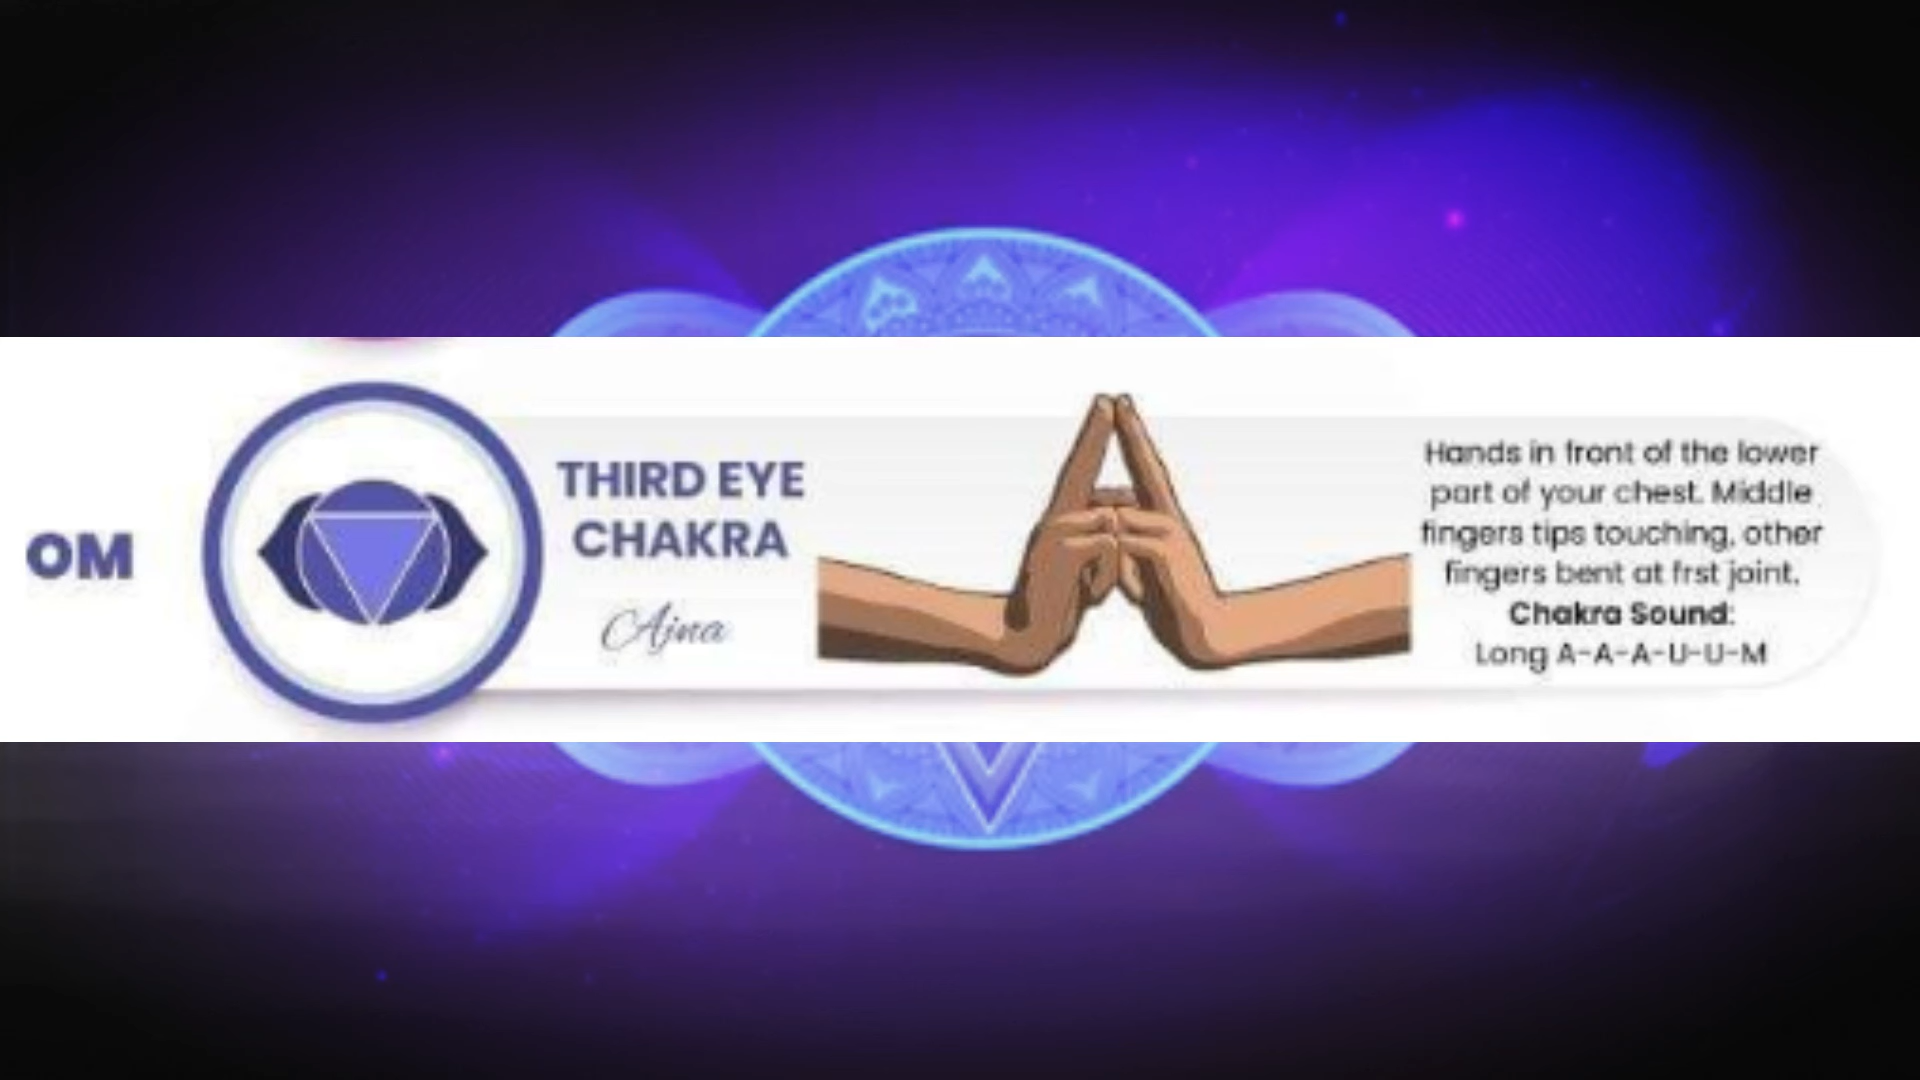 OM
THIRD EYE
CHAKRA
Ajna
Hands in front of the lower
part of your chest. Middle
fingers tips touching, other
fingers bent at frst joint.
Chakra Sound:
Long A-A-A-U-U-M